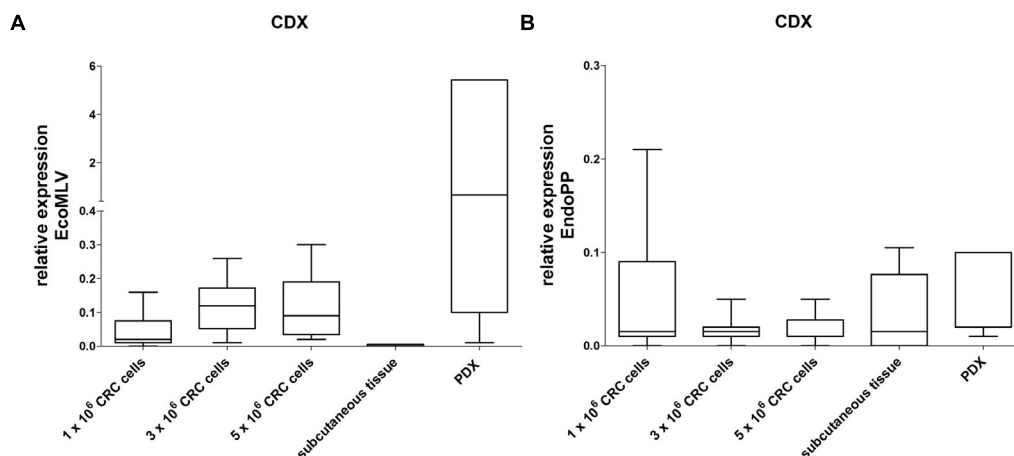 A
CDX
relative expression
EcoMLV
6
4
2
0.4
0.3
0.2
0.1
0.0
1 x 10⁶ CRC cells
3 x 10⁶ CRC cells
5 x 10⁶ CRC cells
subcutaneous tissue
PDX
B
CDX
relative expression
EndoPP
0.3
0.2
0.1
0.0
1 x 10⁶ CRC cells
3 x 10⁶ CRC cells
5 x 10⁶ CRC cells
subcutaneous tissue
PDX